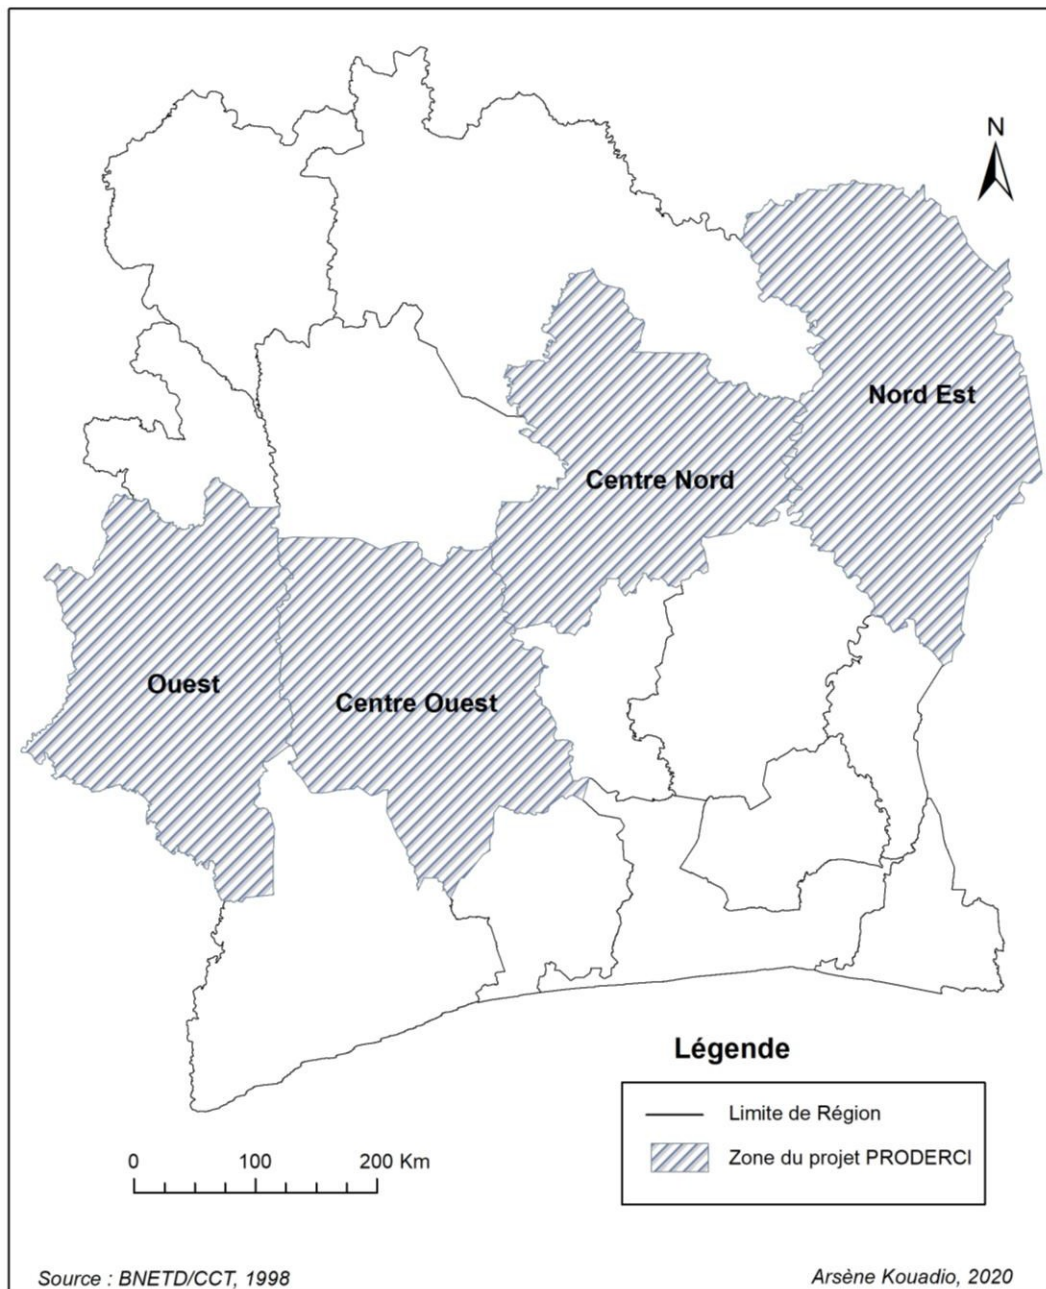 N
Nord Est
Centre Nord
Ouest
Centre Ouest
Légende
Limite de Région
Zone du projet PRODERCI
0 100 200 Km
Source : BNETD/CCT, 1998
Arsène Kouadio, 2020